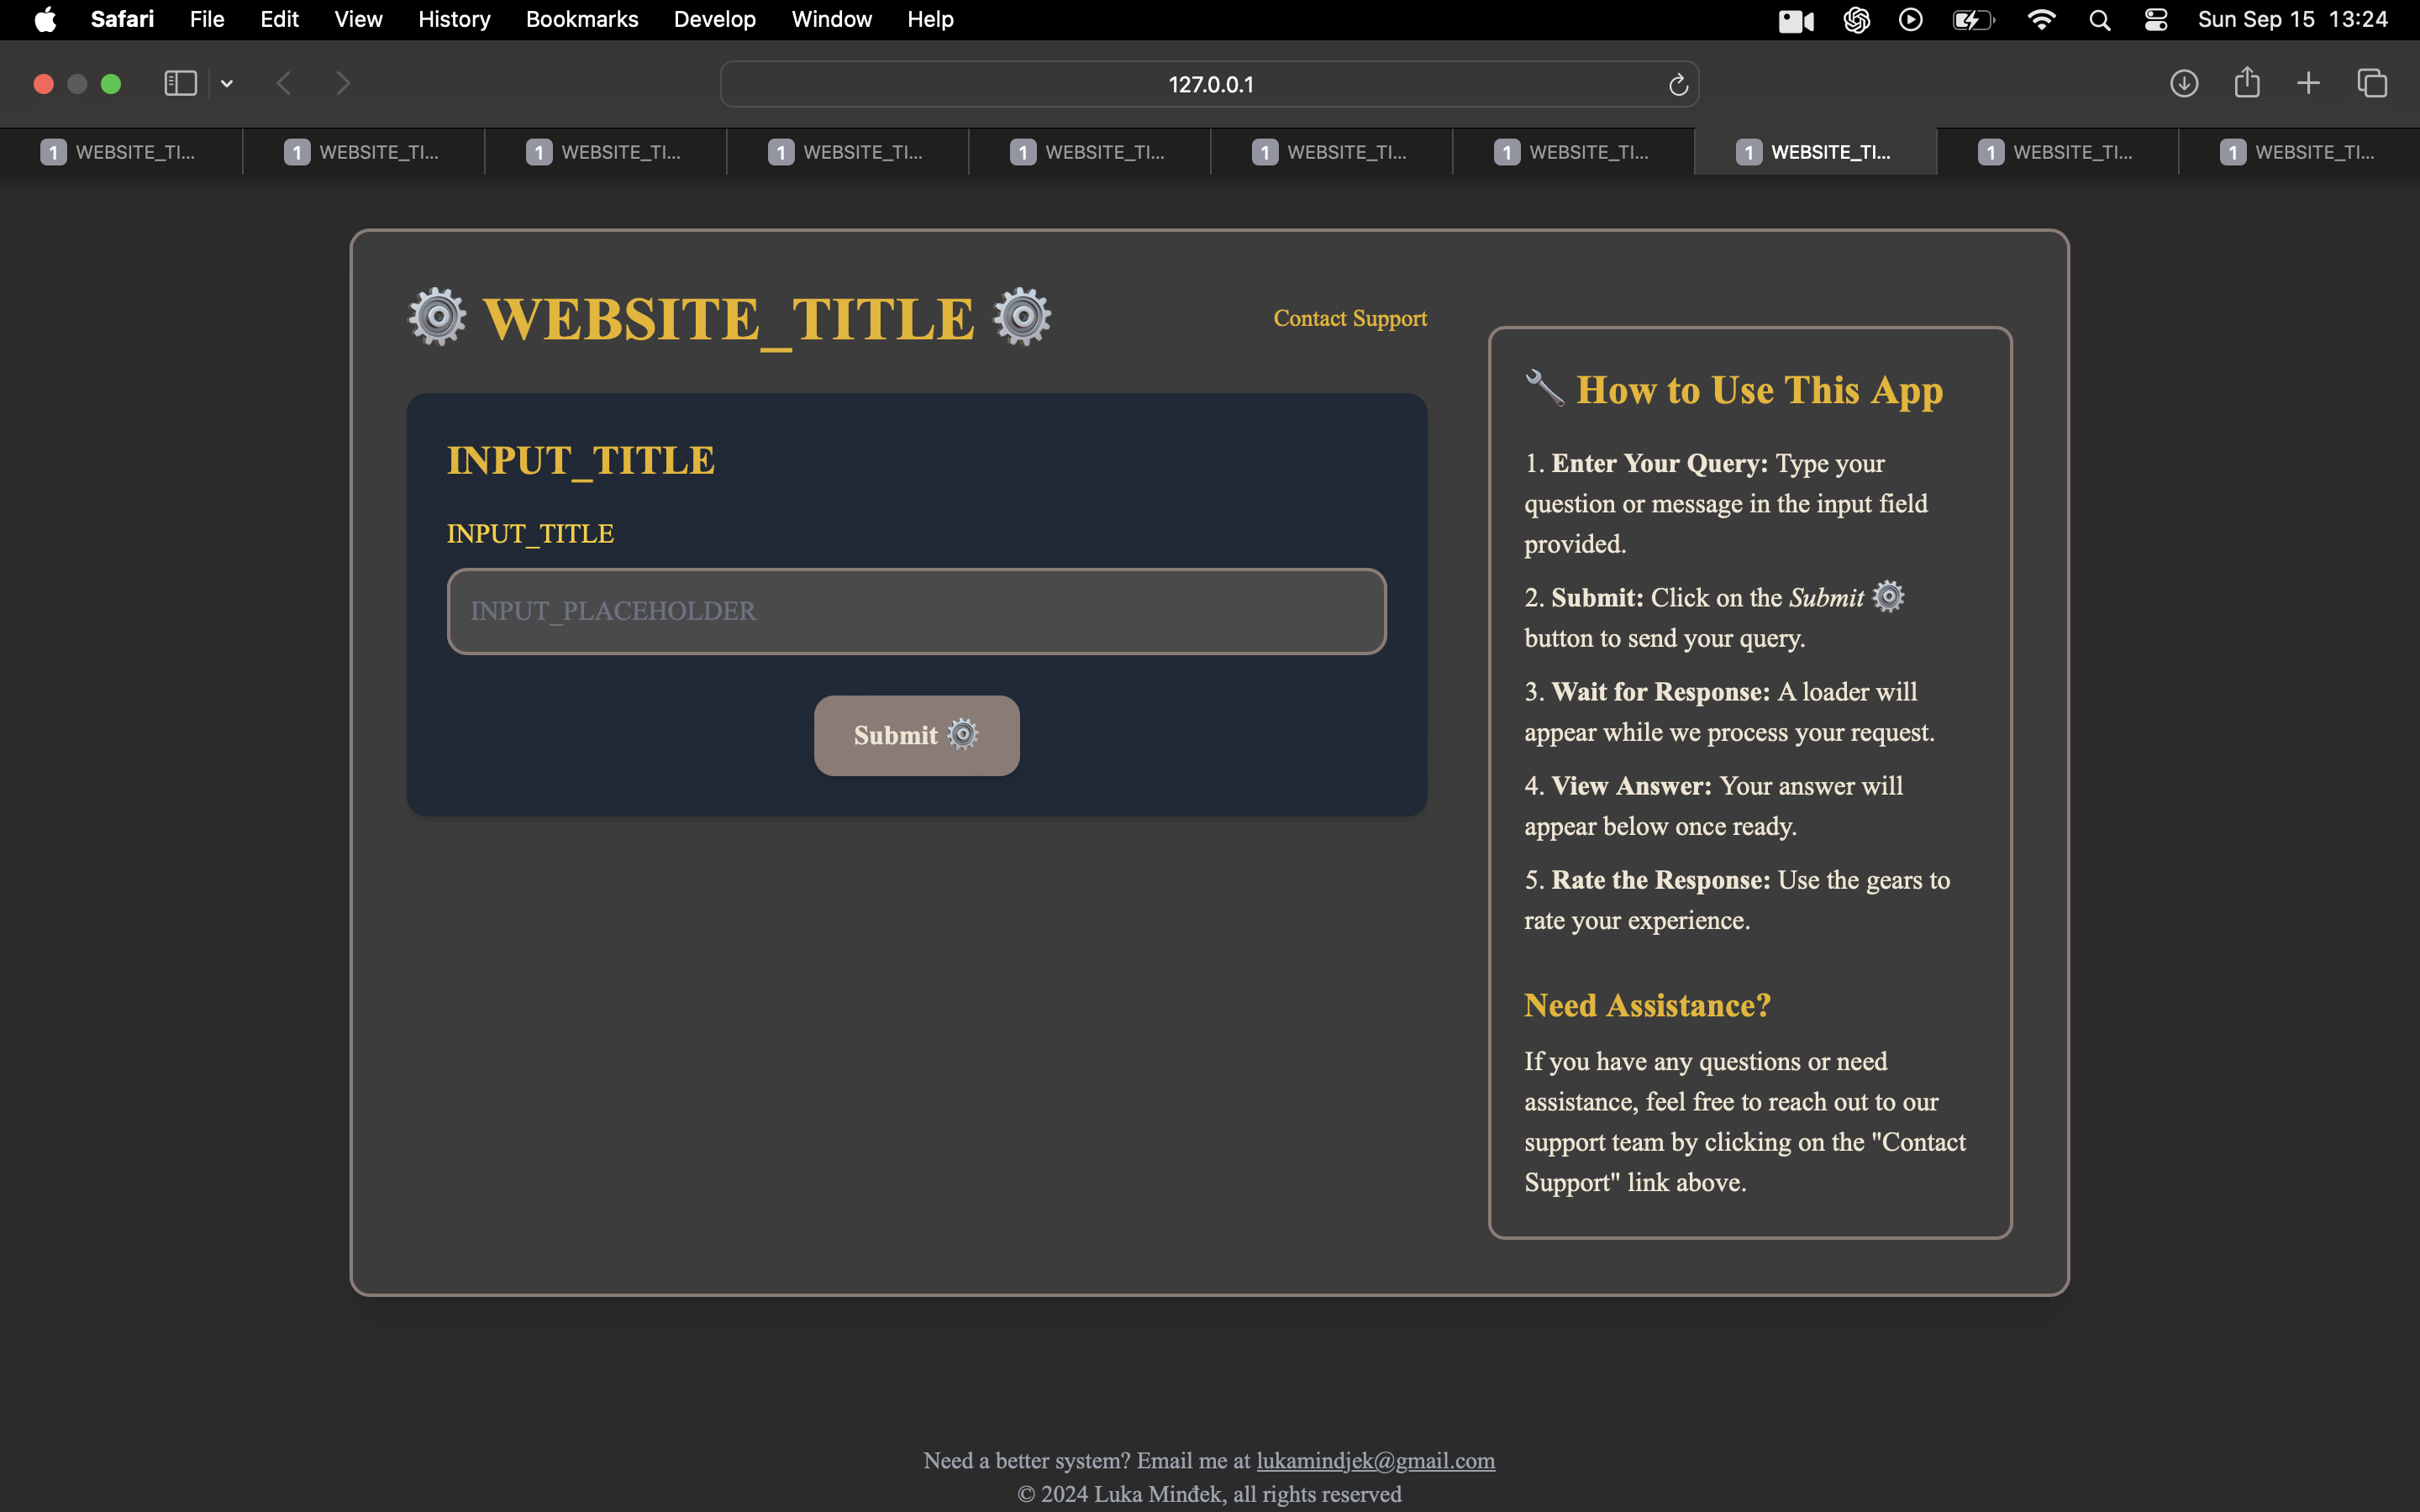 Safari File Edit View History Bookmarks Develop Window Help Sun Sep 15 13:24
127.0.0.1
1 WEBSITE_TI... 1 WEBSITE_TI... 1 WEBSITE_TI... 1 WEBSITE_TI... 1 WEBSITE_TI... 1 WEBSITE_TI... 1 WEBSITE_TI... 1 WEBSITE_TI... 1 WEBSITE_TI... 1 WEBSITE_TI...
⚙️ WEBSITE_TITLE ⚙️
Contact Support
INPUT_TITLE
INPUT_TITLE
INPUT_PLACEHOLDER
Submit ⚙️
🔧 How to Use This App
1. Enter Your Query: Type your
question or message in the input field
provided.
2. Submit: Click on the Submit ⚙️
button to send your query.
3. Wait for Response: A loader will
appear while we process your request.
4. View Answer: Your answer will
appear below once ready.
5. Rate the Response: Use the gears to
rate your experience.
Need Assistance?
If you have any questions or need
assistance, feel free to reach out to our
support team by clicking on the "Contact
Support" link above.
Need a better system? Email me at lukamindjek@gmail.com
© 2024 Luka Minđek, all rights reserved